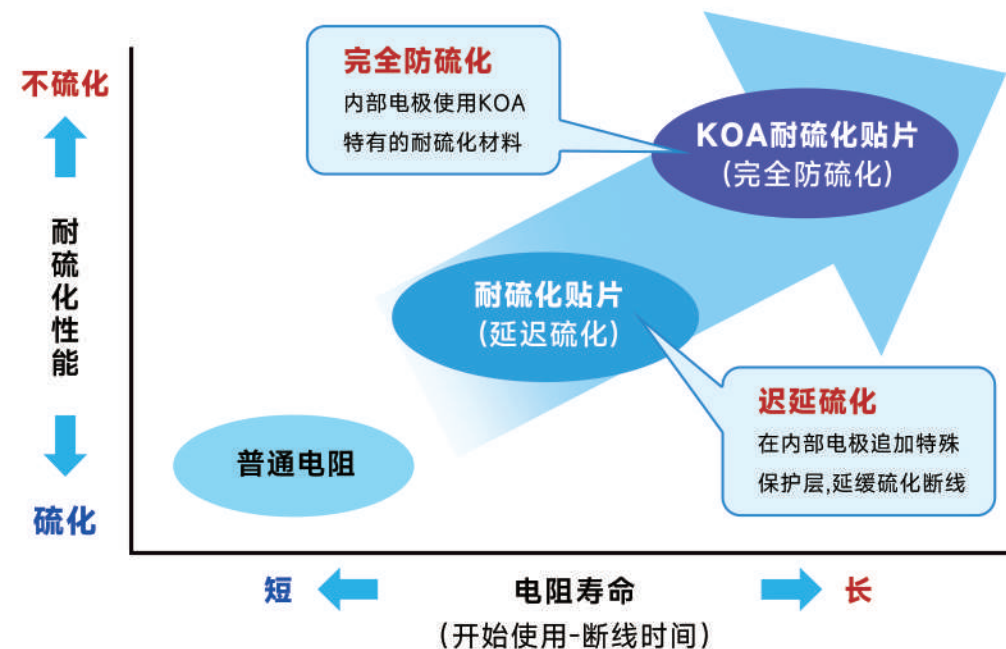 不硫化
耐硫化性能
硫化
完全防硫化
内部电极使用KOA
特有的耐硫化材料
KOA耐硫化贴片
(完全防硫化)
耐硫化贴片
(延迟硫化)
迟延硫化
在内部电极追加特殊
保护层,延缓硫化断线
普通电阻
短
电阻寿命
长
(开始使用-断线时间)